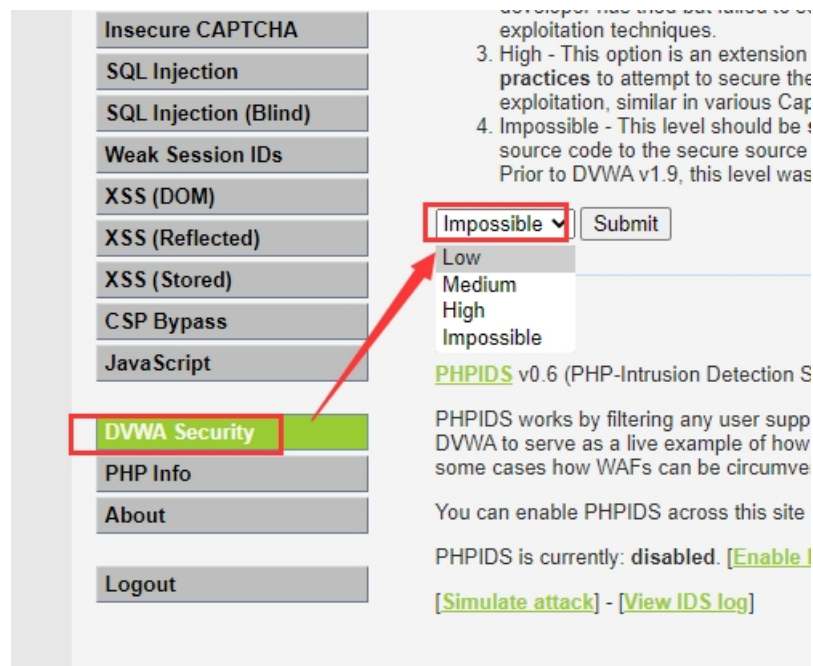 Insecure CAPTCHA
SQL Injection
SQL Injection (Blind)
Weak Session IDs
XSS (DOM)
XSS (Reflected)
XSS (Stored)
CSP Bypass
JavaScript
DVWA Security
PHP Info
About
Logout
exploitation techniques.
3. High - This option is an extension
practices to attempt to secure the
exploitation, similar in various Cap
4. Impossible - This level should be s
source code to the secure source
Prior to DVWA v1.9, this level was
Impossible Submit
Low
Medium
High
Impossible
PHPIDS v0.6 (PHP-Intrusion Detection S
PHPIDS works by filtering any user supp
DVWA to serve as a live example of how
some cases how WAFs can be circumve
You can enable PHPIDS across this site
PHPIDS is currently: disabled. [Enable
[Simulate attack] - [View IDS log]